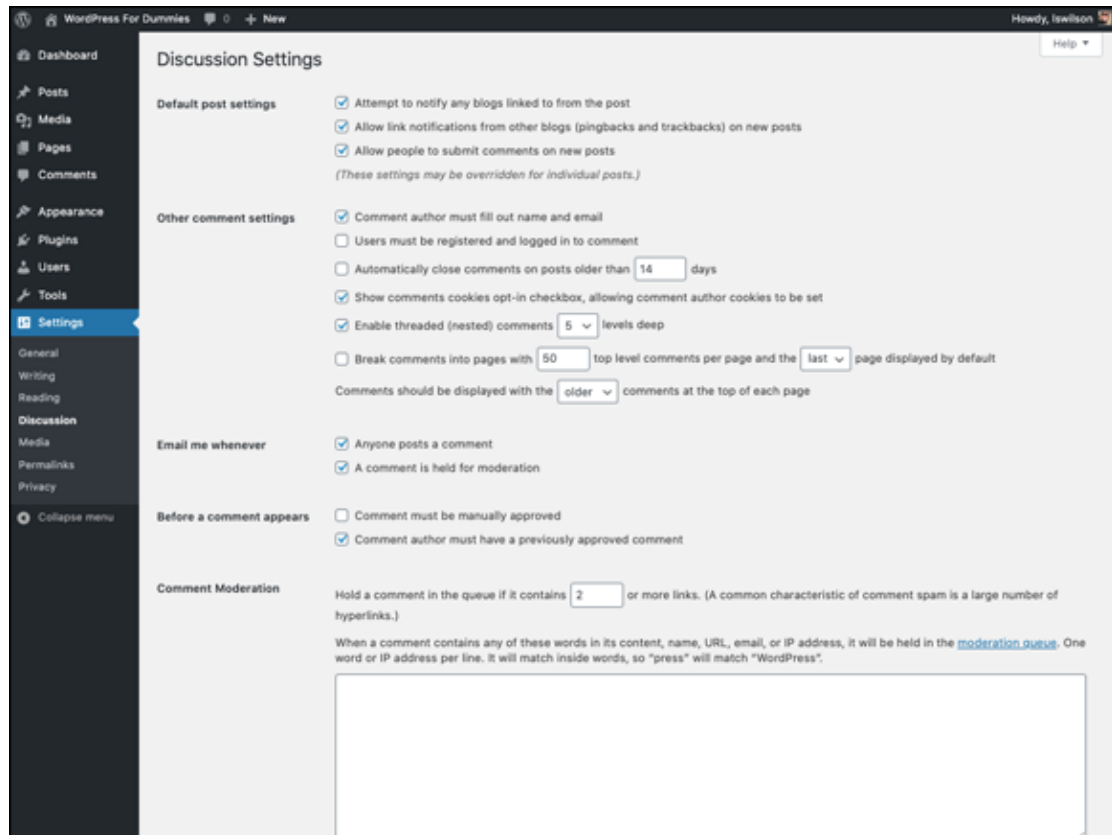 WordPress For Dummies 0 + New Howdy, lswilson
Help ▼
Dashboard
Posts
Media
Pages
Comments
Appearance
Plugins
Users
Tools
Settings
General
Writing
Reading
Discussion
Media
Permalinks
Privacy
Collapse menu
Discussion Settings
Default post settings
Attempt to notify any blogs linked to from the post
Allow link notifications from other blogs (pingbacks and trackbacks) on new posts
Allow people to submit comments on new posts
(These settings may be overridden for individual posts.)
Other comment settings
Comment author must fill out name and email
Users must be registered and logged in to comment
Automatically close comments on posts older than 14 days
Show comments cookies opt-in checkbox, allowing comment author cookies to be set
Enable threaded (nested) comments 5 levels deep
Break comments into pages with 50 top level comments per page and the last page displayed by default
Comments should be displayed with the older comments at the top of each page
Email me whenever
Anyone posts a comment
A comment is held for moderation
Before a comment appears
Comment must be manually approved
Comment author must have a previously approved comment
Comment Moderation
Hold a comment in the queue if it contains 2 or more links. (A common characteristic of comment spam is a large number of
hyperlinks.)
When a comment contains any of these words in its content, name, URL, email, or IP address, it will be held in the moderation queue. One
word or IP address per line. It will match inside words, so “press” will match “WordPress”.